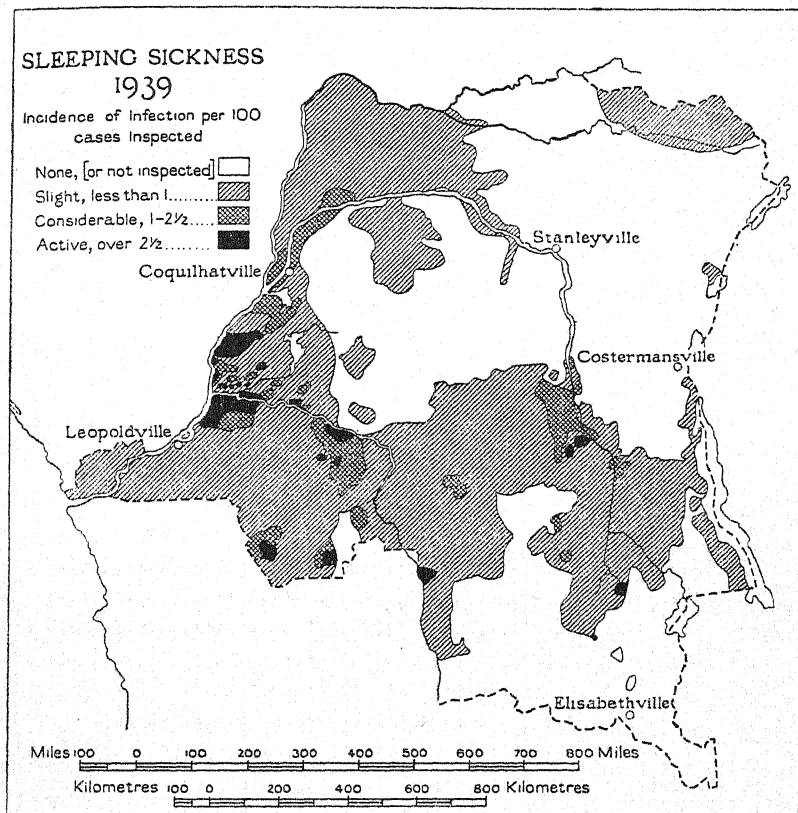 SLEEPING SICKNESS
1939
Incidence of Infection per 100
cases Inspected
None, [or not inspected]
Slight, less than 1.........
Considerable, 1-2½.....
Active, over 2½........
Stanleyville
Coquilhatville
Costermansville
Leopoldville
Elisabethville
Miles 100 0 100 200 300 400 500 600 700 800 Miles
Kilometres 100 0 200 400 600 800 Kilometres